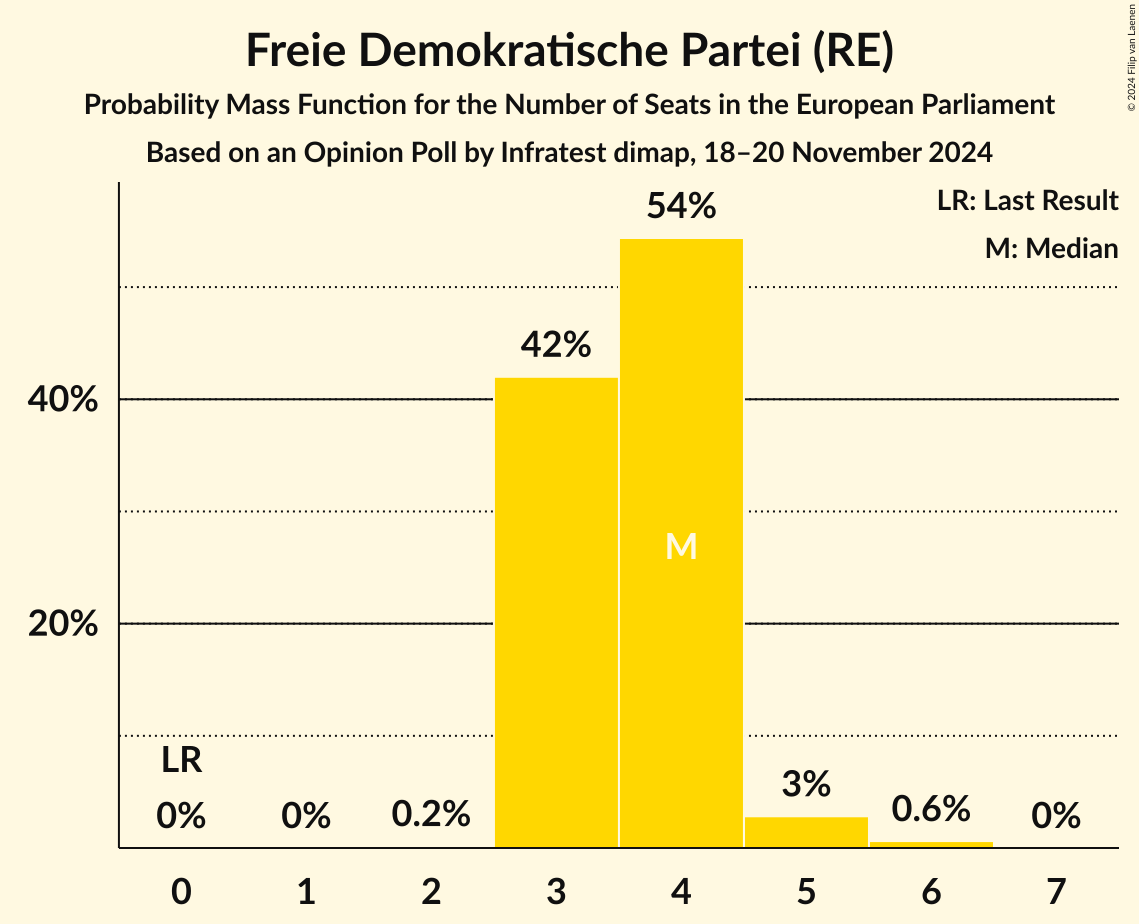 Freie Demokratische Partei (RE)
Probability Mass Function for the Number of Seats in the European Parliament
Based on an Opinion Poll by Infratest dimap, 18–20 November 2024
© 2024 Filip van Laenen
LR: Last Result
M: Median
54%
42%
40%
M
20%
LR
0% 0% 0.2% 3% 0.6% 0%
0 1 2 3 4 5 6 7